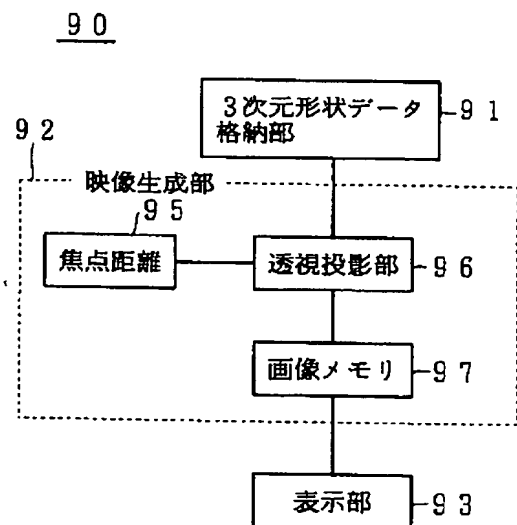 ９０
３次元形状データ
格納部
９１
９２
映像生成部
９５
焦点距離
透視投影部
９６
画像メモリ
９７
表示部
９３